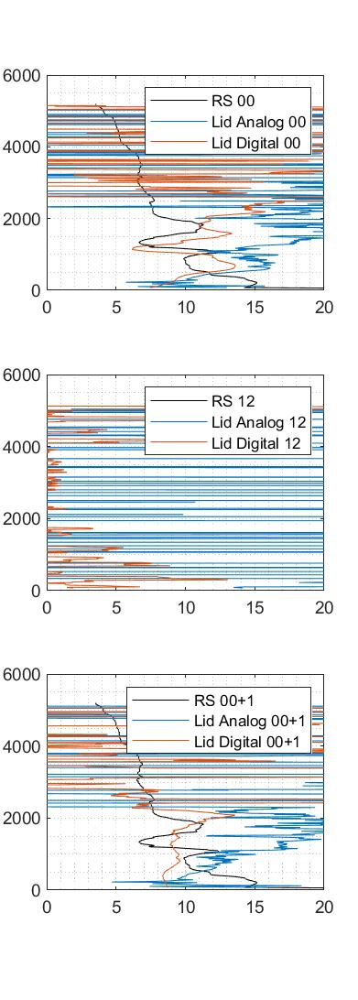 6000
RS 00
Lid Analog 00
4000
Lid Digital 00
2000
0
0 5 10 15 20
6000
RS 12
Lid Analog 12
4000
Lid Digital 12
2000
0
0 5 10 15 20
6000
RS 00+1
Lid Analog 00+1
4000
Lid Digital 00+1
2000
0
0 5 10 15 20